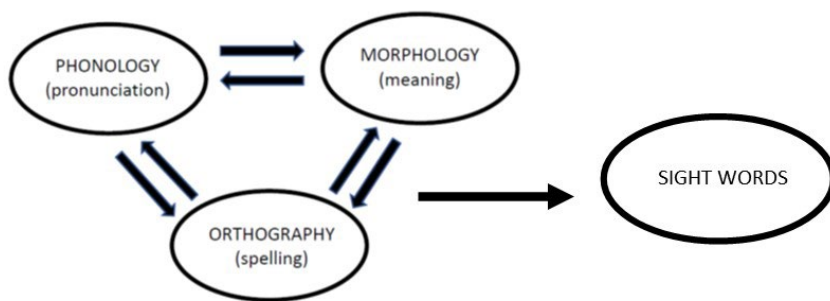 PHONOLOGY
(pronunciation)
MORPHOLOGY
(meaning)
ORTHOGRAPHY
(spelling)
SIGHT WORDS